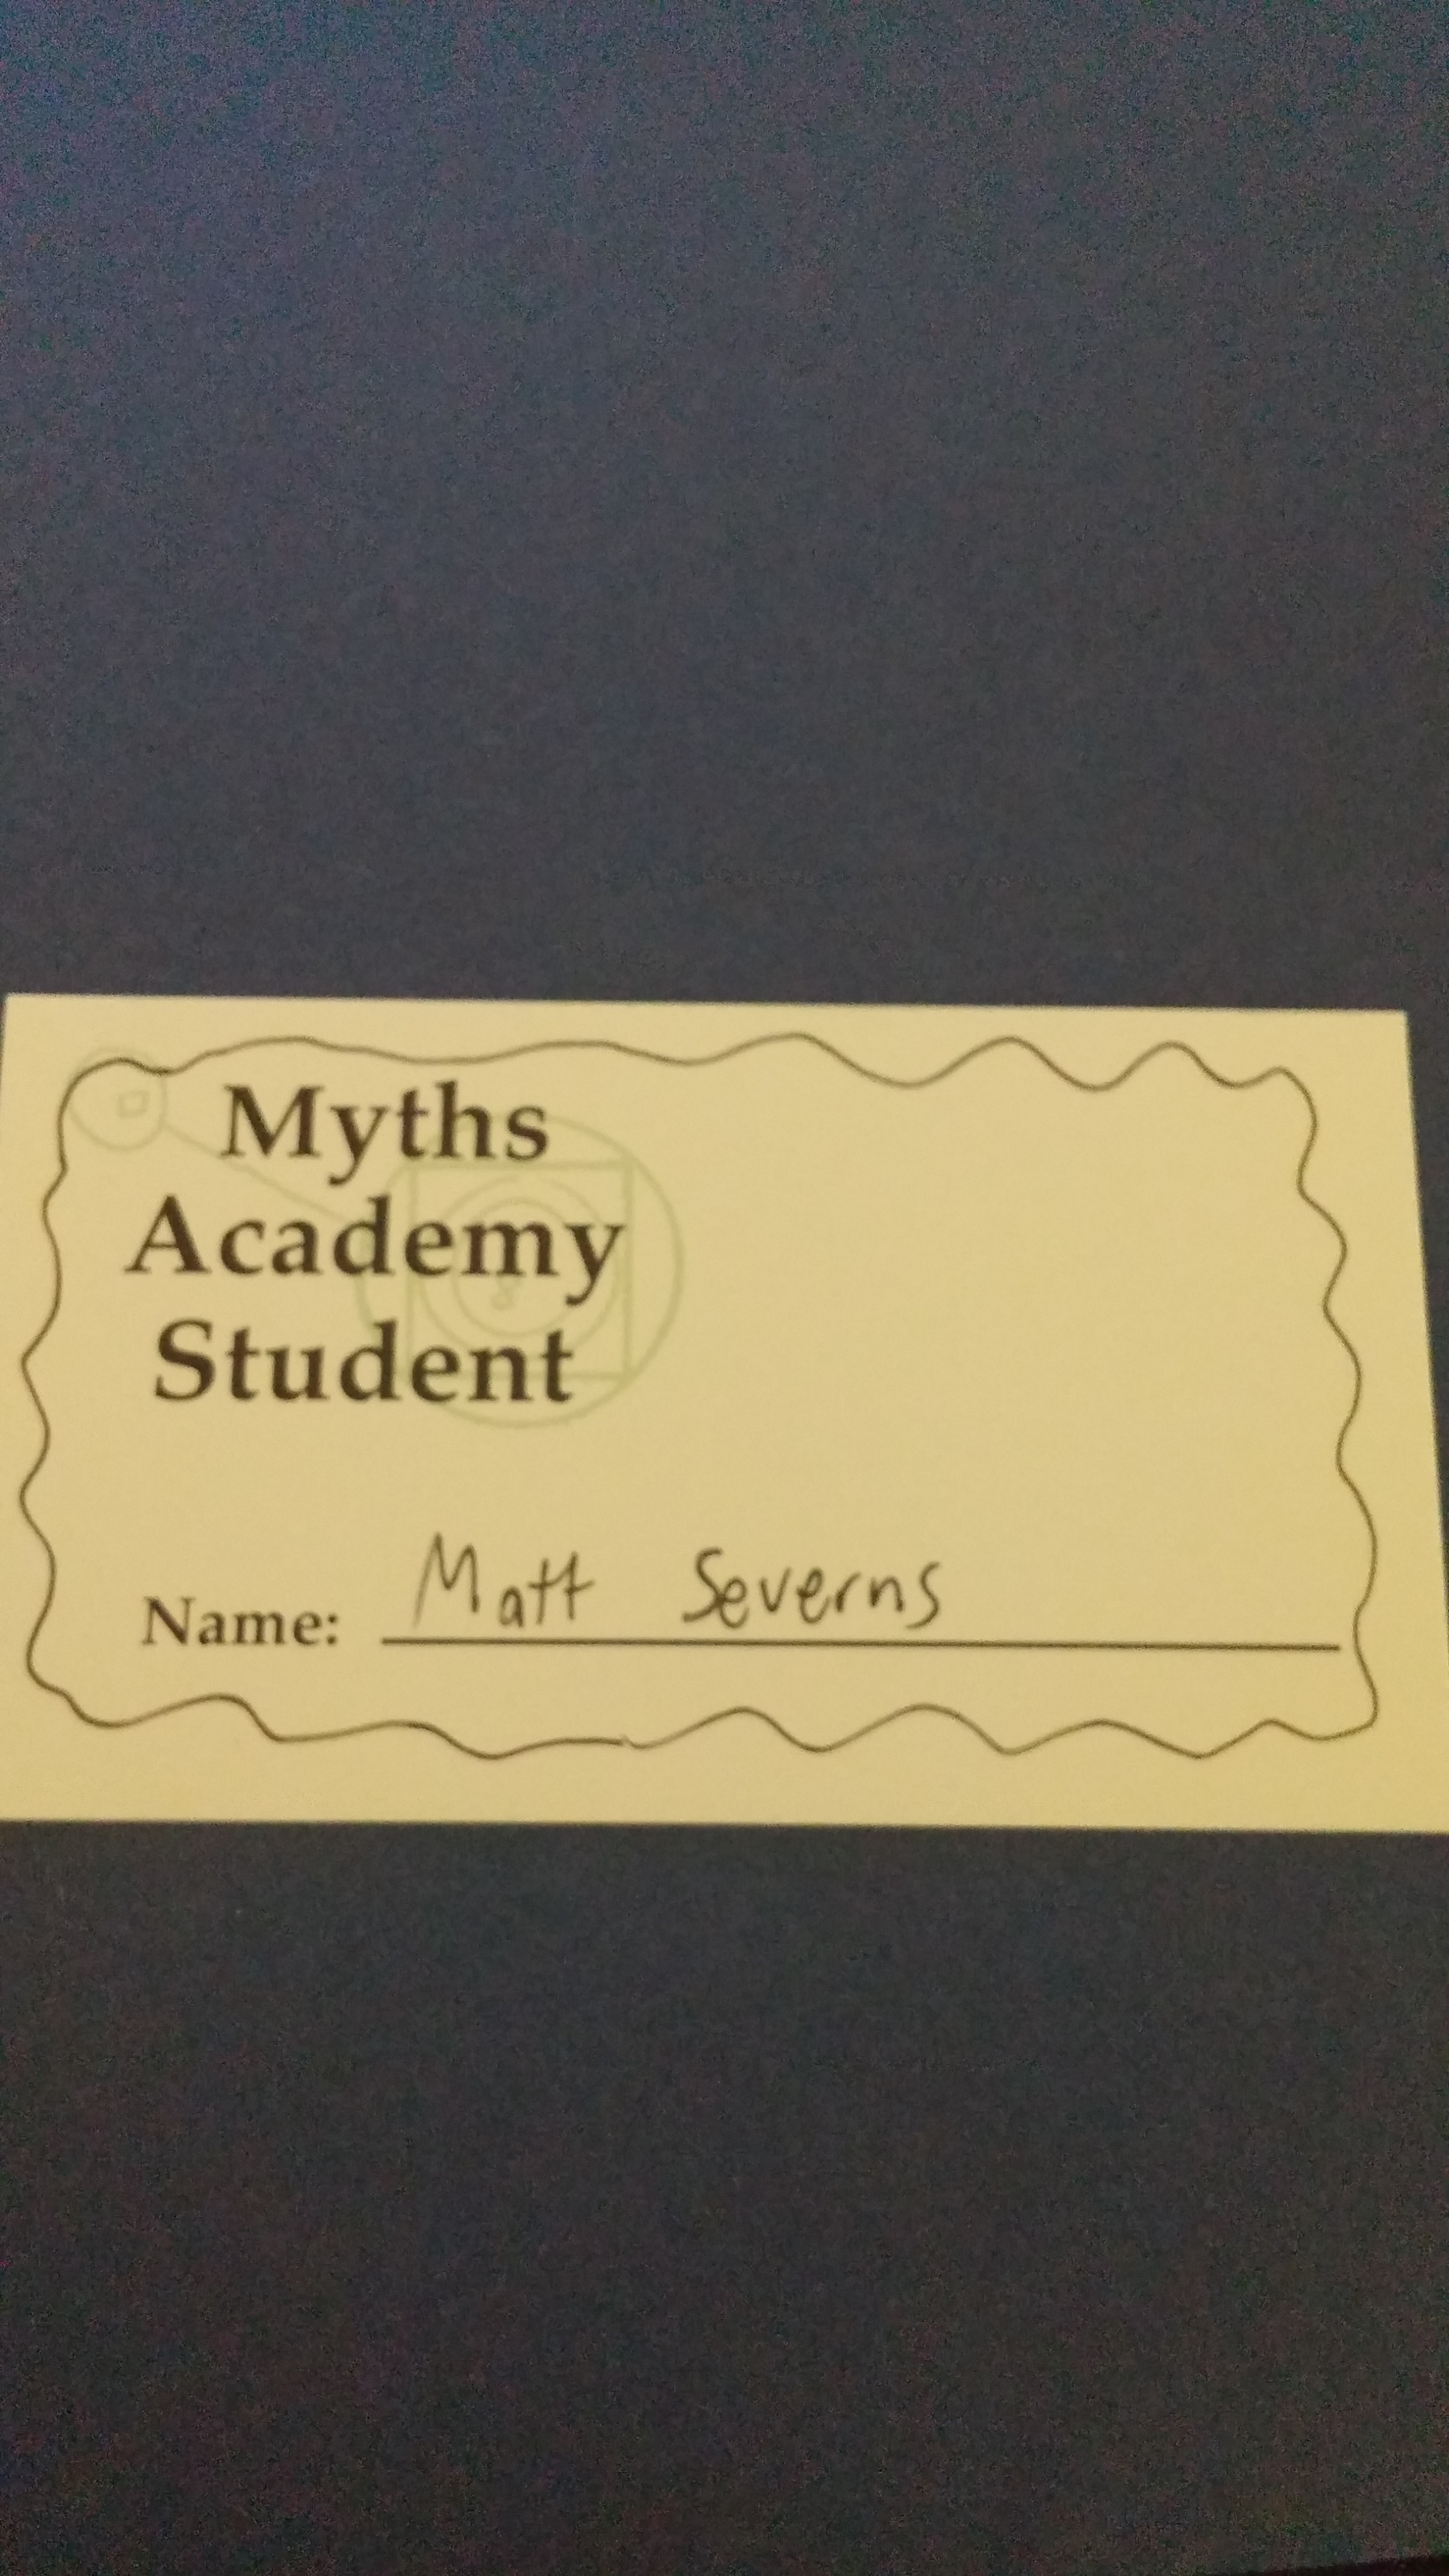 Myths
Academy
Student
Name: Matt Severns